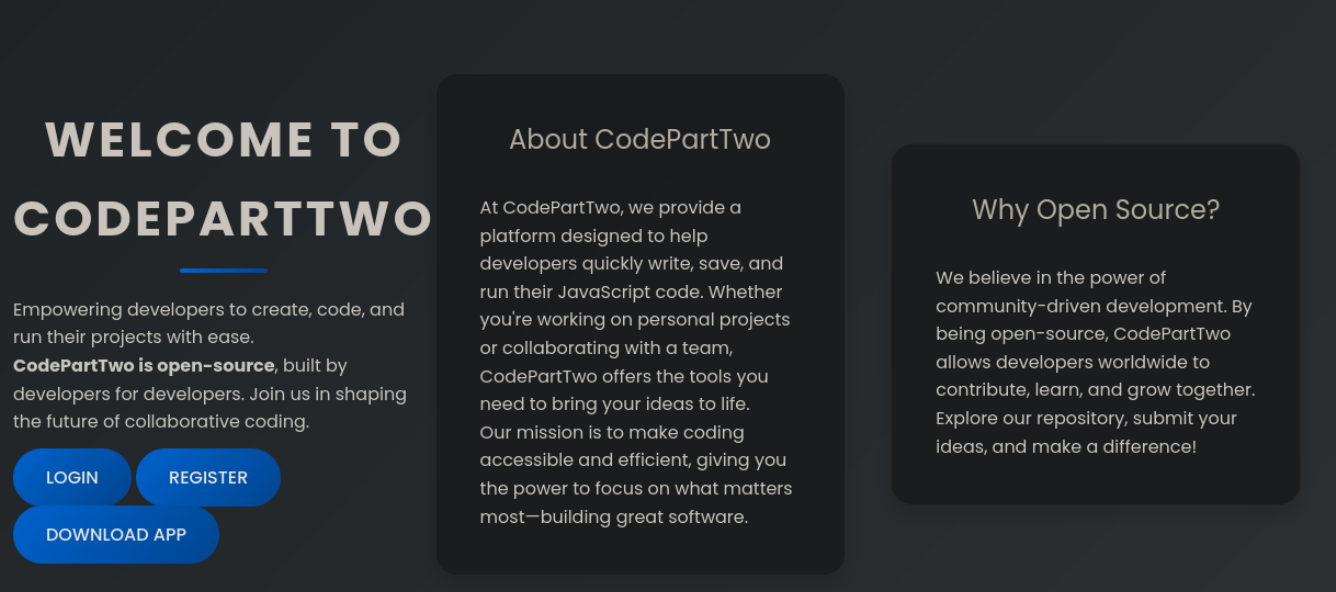 WELCOME TO
CODEPARTTWO
Empowering developers to create, code, and
run their projects with ease.
CodePartTwo is open-source, built by
developers for developers. Join us in shaping
the future of collaborative coding.
LOGIN
REGISTER
DOWNLOAD APP
About CodePartTwo
At CodePartTwo, we provide a
platform designed to help
developers quickly write, save, and
run their JavaScript code. Whether
you're working on personal projects
or collaborating with a team,
CodePartTwo offers the tools you
need to bring your ideas to life.
Our mission is to make coding
accessible and efficient, giving you
the power to focus on what matters
most—building great software.
Why Open Source?
We believe in the power of
community-driven development. By
being open-source, CodePartTwo
allows developers worldwide to
contribute, learn, and grow together.
Explore our repository, submit your
ideas, and make a difference!